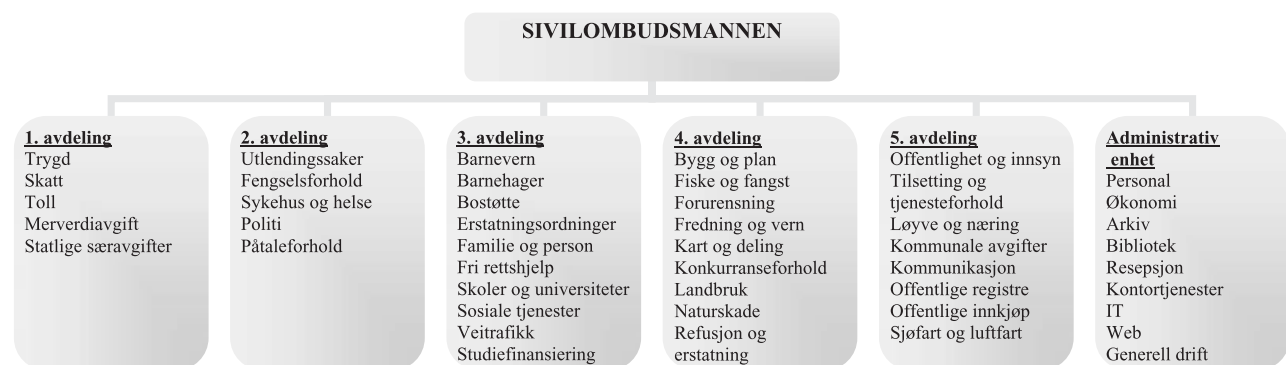 SIVILOMBUDSMANNEN
1. avdeling
Trygd
Skatt
Toll
Merverdiavgift
Statlige særavgifter
2. avdeling
Utlendingssaker
Fengselsforhold
Sykehus og helse
Politi
Påtaleforhold
3. avdeling
Barnevern
Barnehager
Bostøtte
Erstatningsordninger
Familie og person
Fri rettshjelp
Skoler og universiteter
Sosiale tjenester
Veitrafikk
Studiefinansiering
4. avdeling
Bygg og plan
Fiske og fangst
Forurensning
Fredning og vern
Kart og deling
Konkurranseforhold
Landbruk
Naturskade
Refusjon og
erstatning
5. avdeling
Offentlighet og innsyn
Tilsetting og
tjenesteforhold
Løyve og næring
Kommunale avgifter
Kommunikasjon
Offentlige registre
Offentlige innkjøp
Sjøfart og luftfart
Administrativ
enhet
Personal
Økonomi
Arkiv
Bibliotek
Resepsjon
Kontortjenester
IT
Web
Generell drift